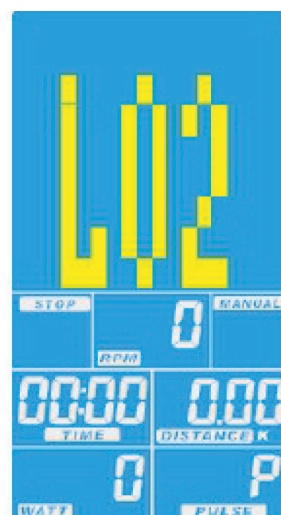 L02
STOP 0 MANUAL
RPM
00:00 0.00
TIME DISTANCE K
0 P
WATT PULSE